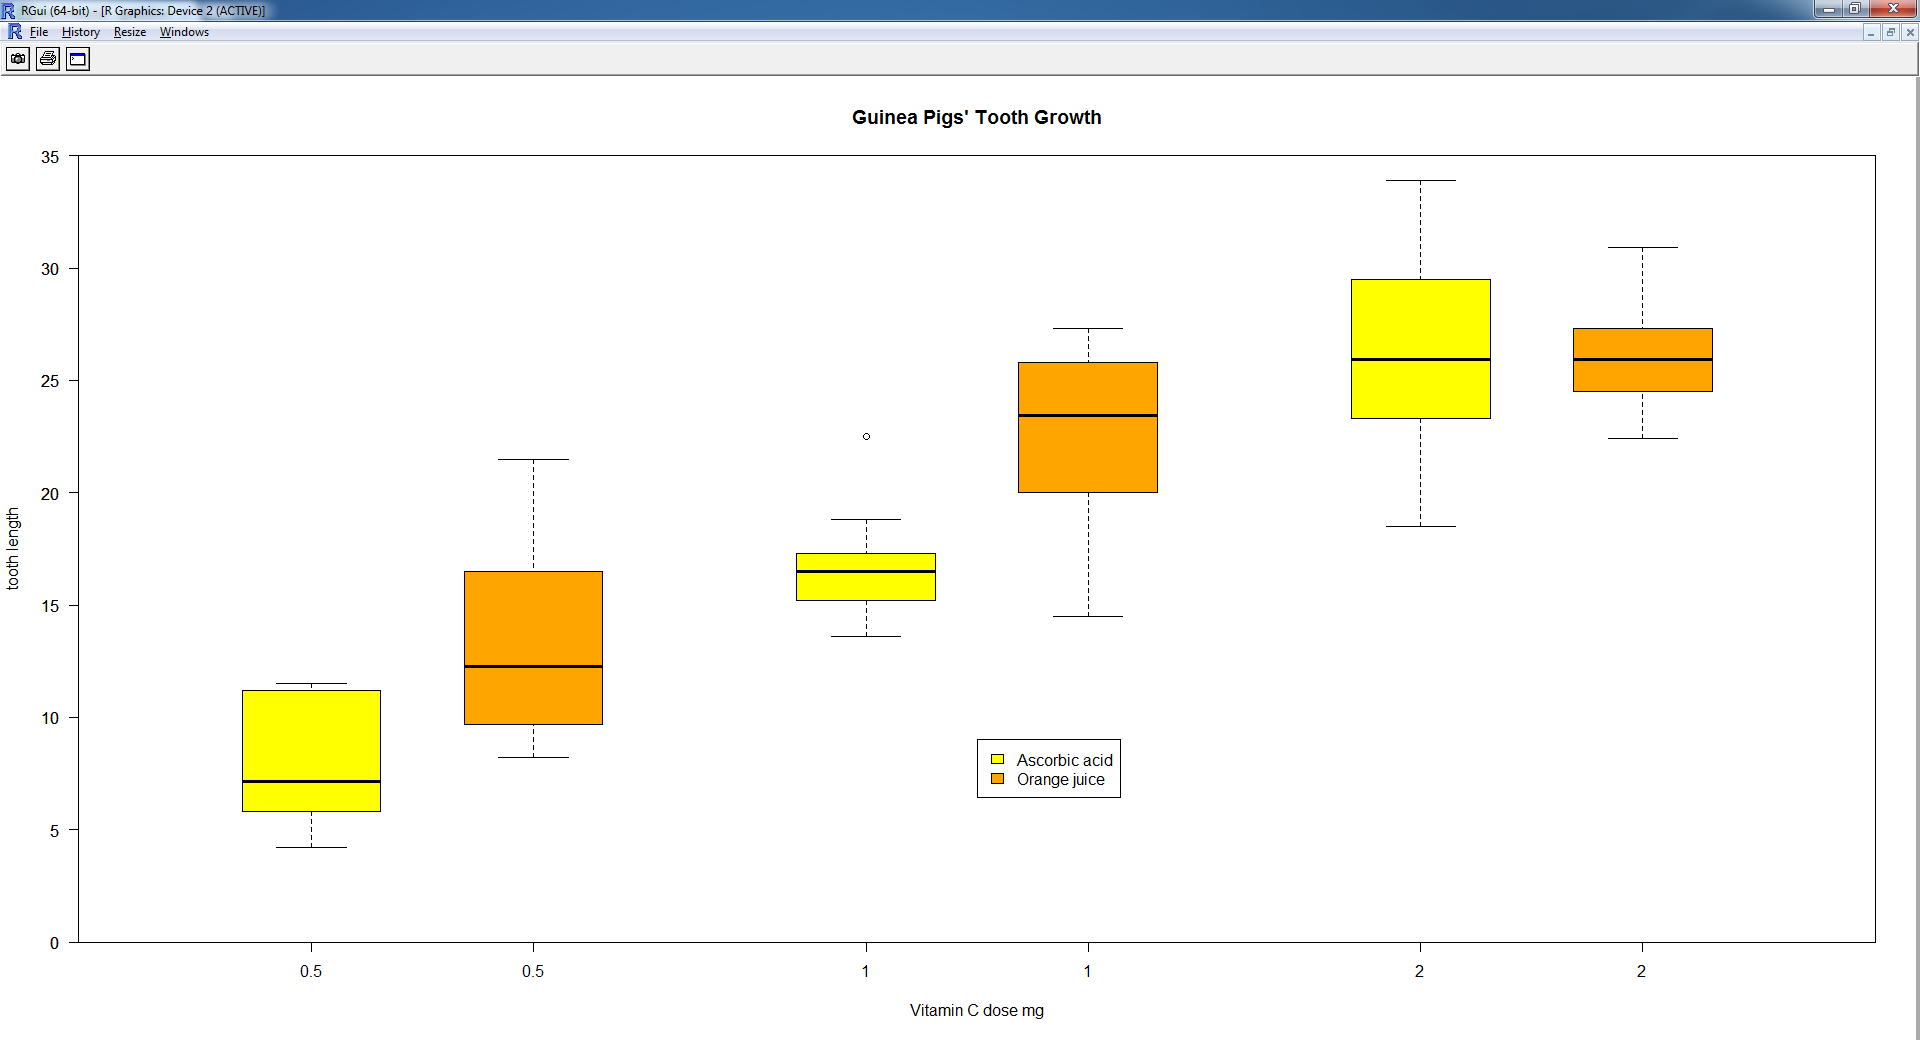 RGui (64-bit) - [R Graphics: Device 2 (ACTIVE)]
File History Resize Windows
Guinea Pigs' Tooth Growth
35
30
25
20
15
10
5
0
tooth length
Ascorbic acid
Orange juice
0.5 0.5 1 1 2 2
Vitamin C dose mg